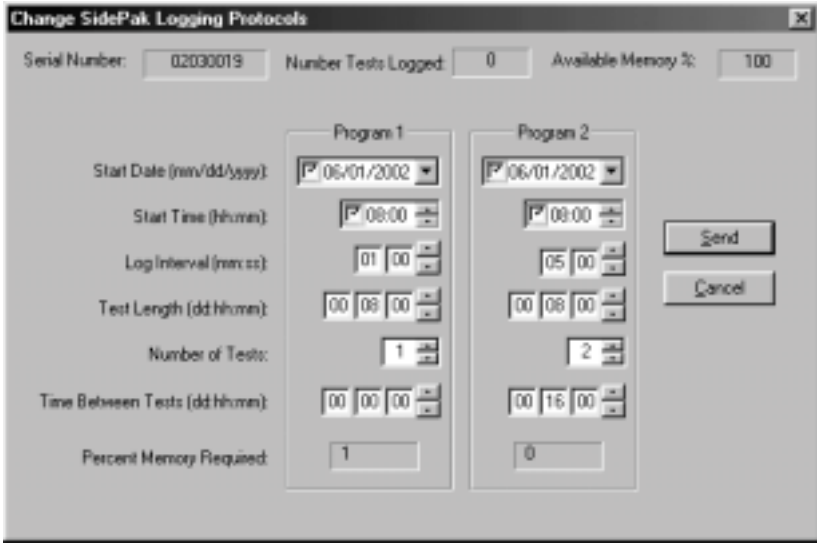 Change SidePak Logging Protocols
Serial Number: 02030019 Number Tests Logged: 0 Available Memory %: 100
Program 1 Program 2
Start Date (mm/dd/yyyy): 06/01/2002 06/01/2002
Start Time (hh:mm): 08:00 08:00
Log Interval (mm:ss): 01 00 05 00
Send
Test Length (dd:hh:mm): 00 08 00 00 08 00
Cancel
Number of Tests: 1 2
Time Between Tests (dd:hh:mm): 00 00 00 00 16 00
Percent Memory Required: 1 0